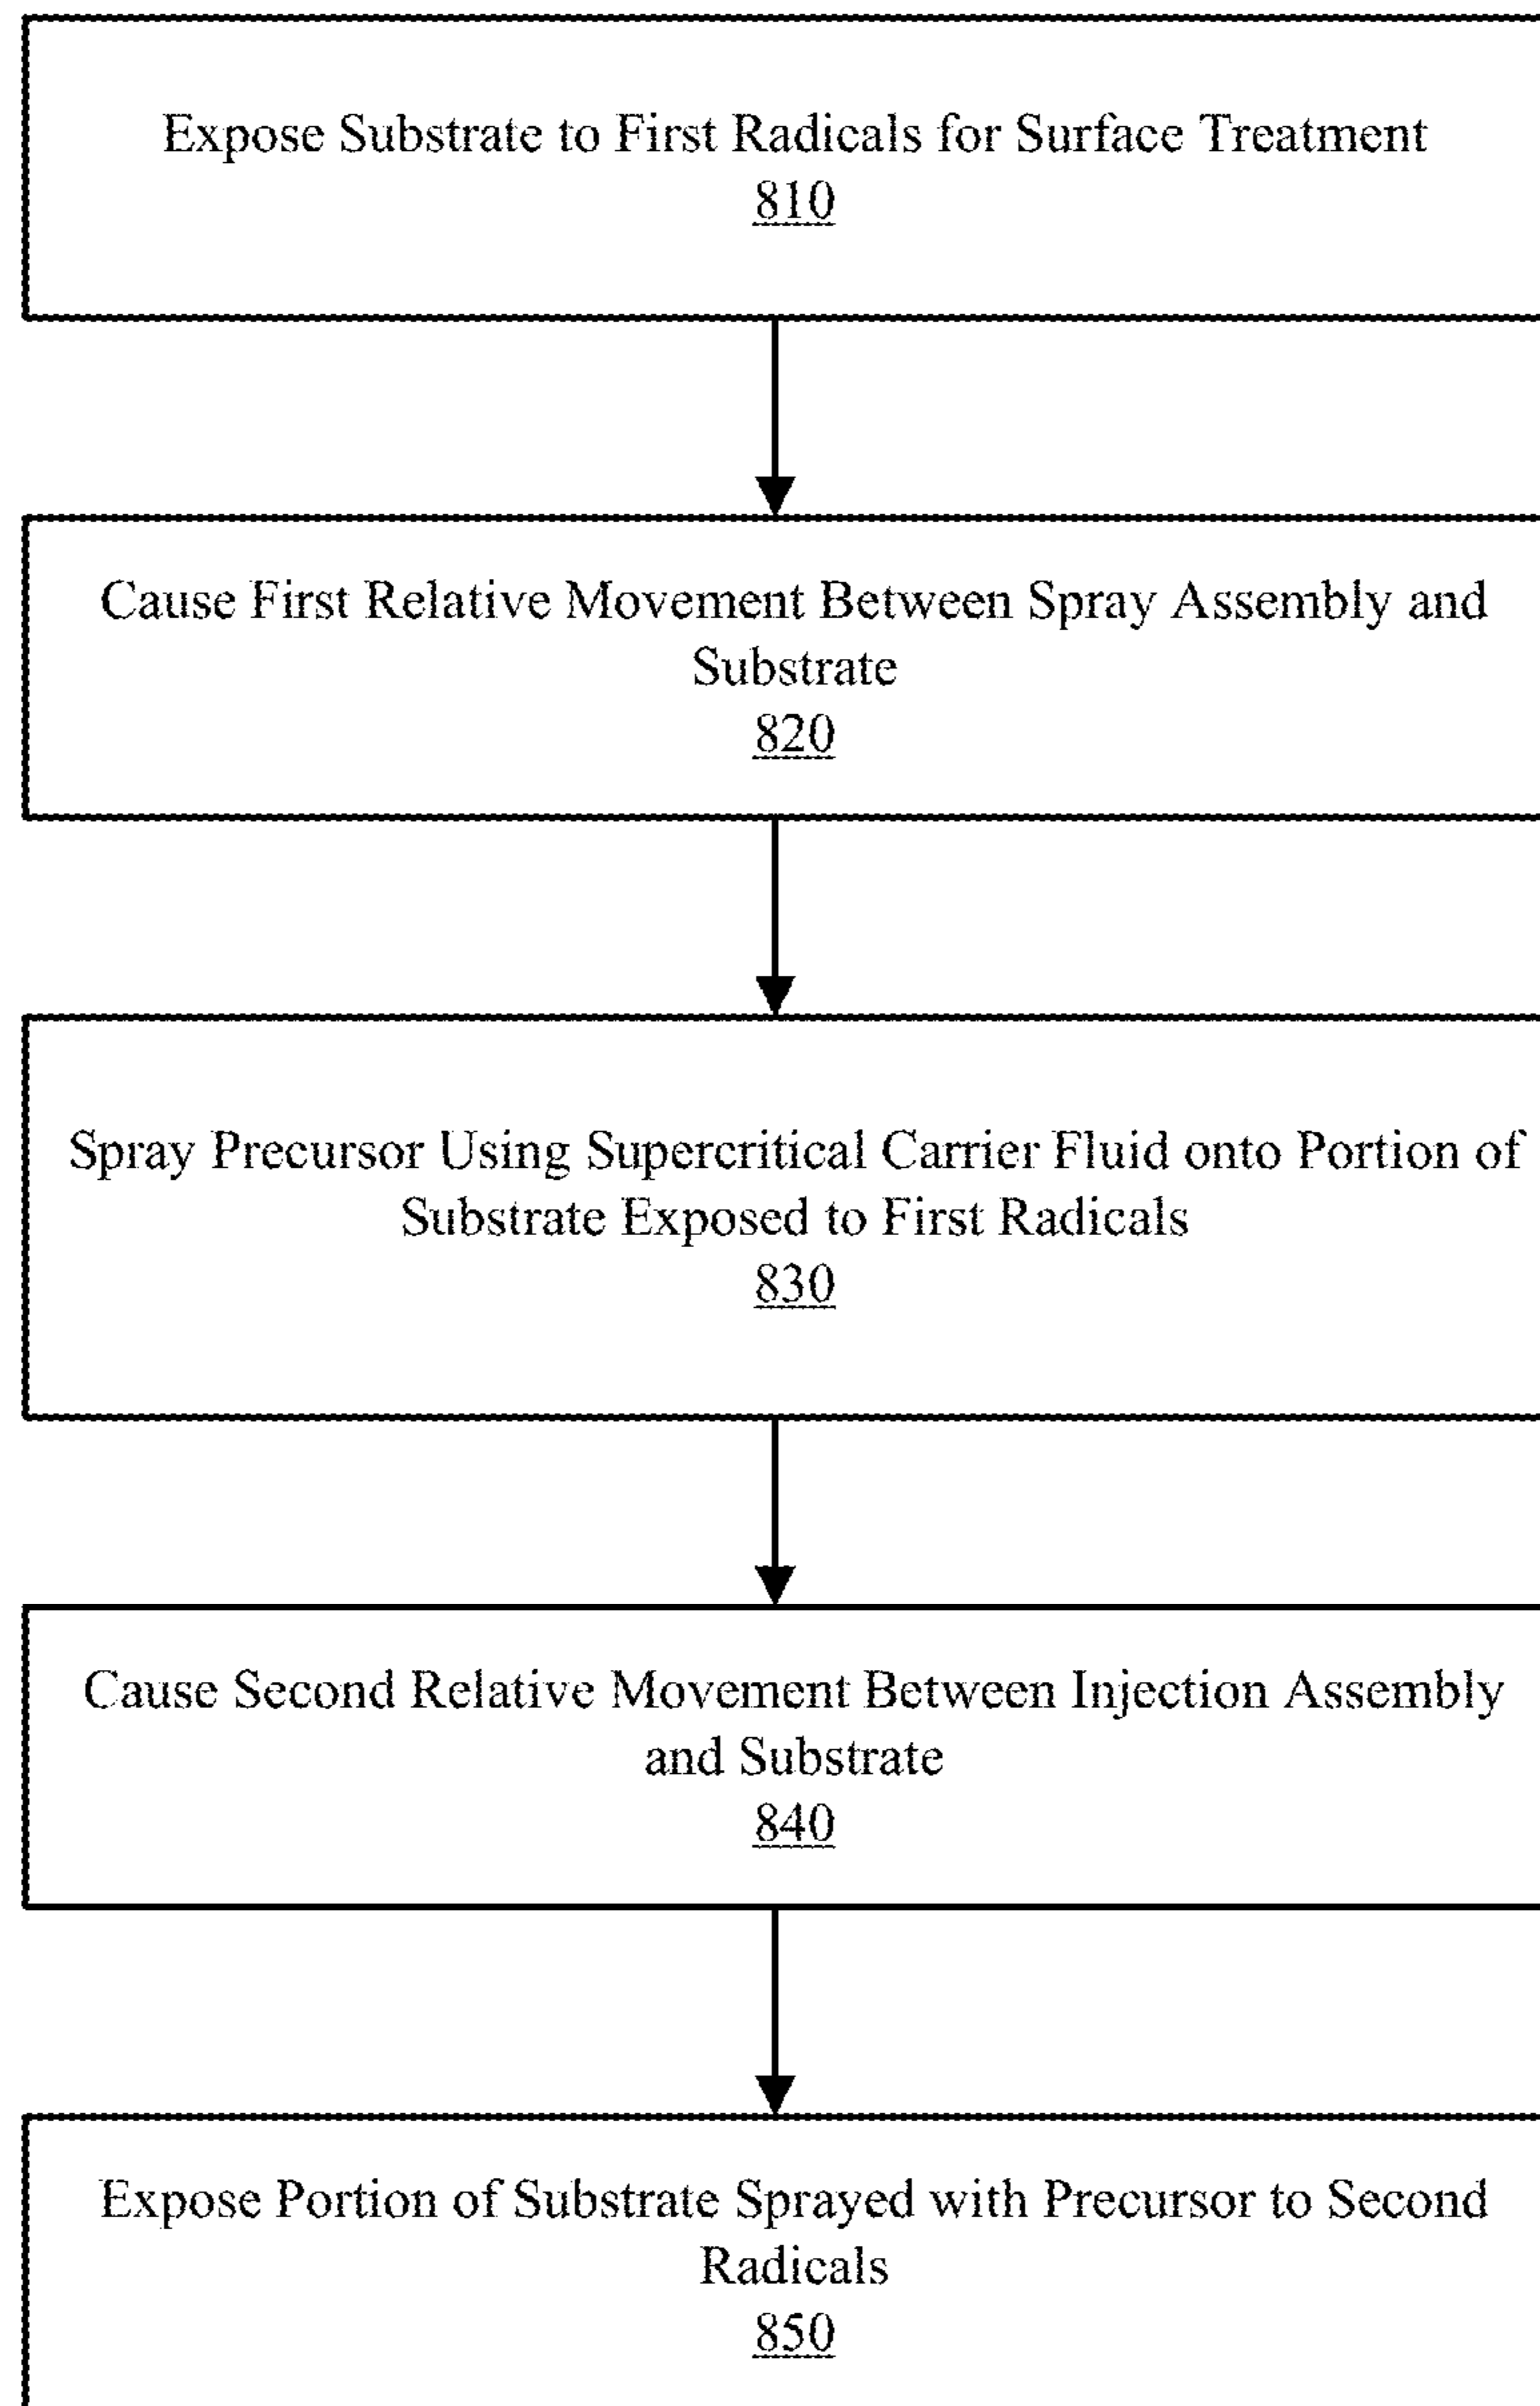 Expose Substrate to First Radicals for Surface Treatment
810
Cause First Relative Movement Between Spray Assembly and
Substrate
820
Spray Precursor Using Supercritical Carrier Fluid onto Portion of
Substrate Exposed to First Radicals
830
Cause Second Relative Movement Between Injection Assembly
and Substrate
840
Expose Portion of Substrate Sprayed with Precursor to Second
Radicals
850